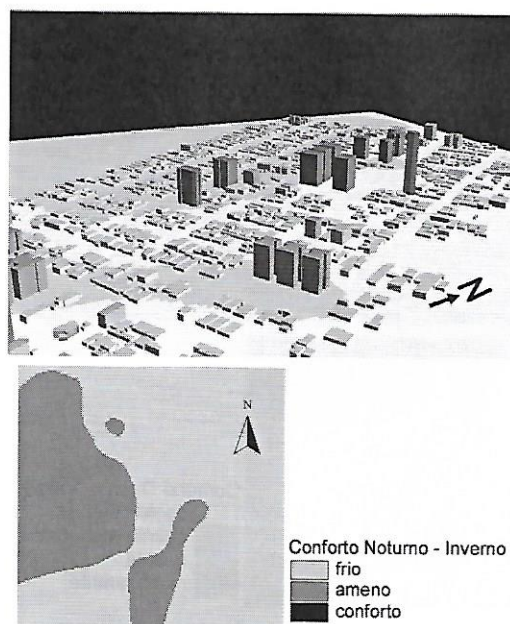 N
N
Conforto Noturno - Inverno
frio
ameno
conforto